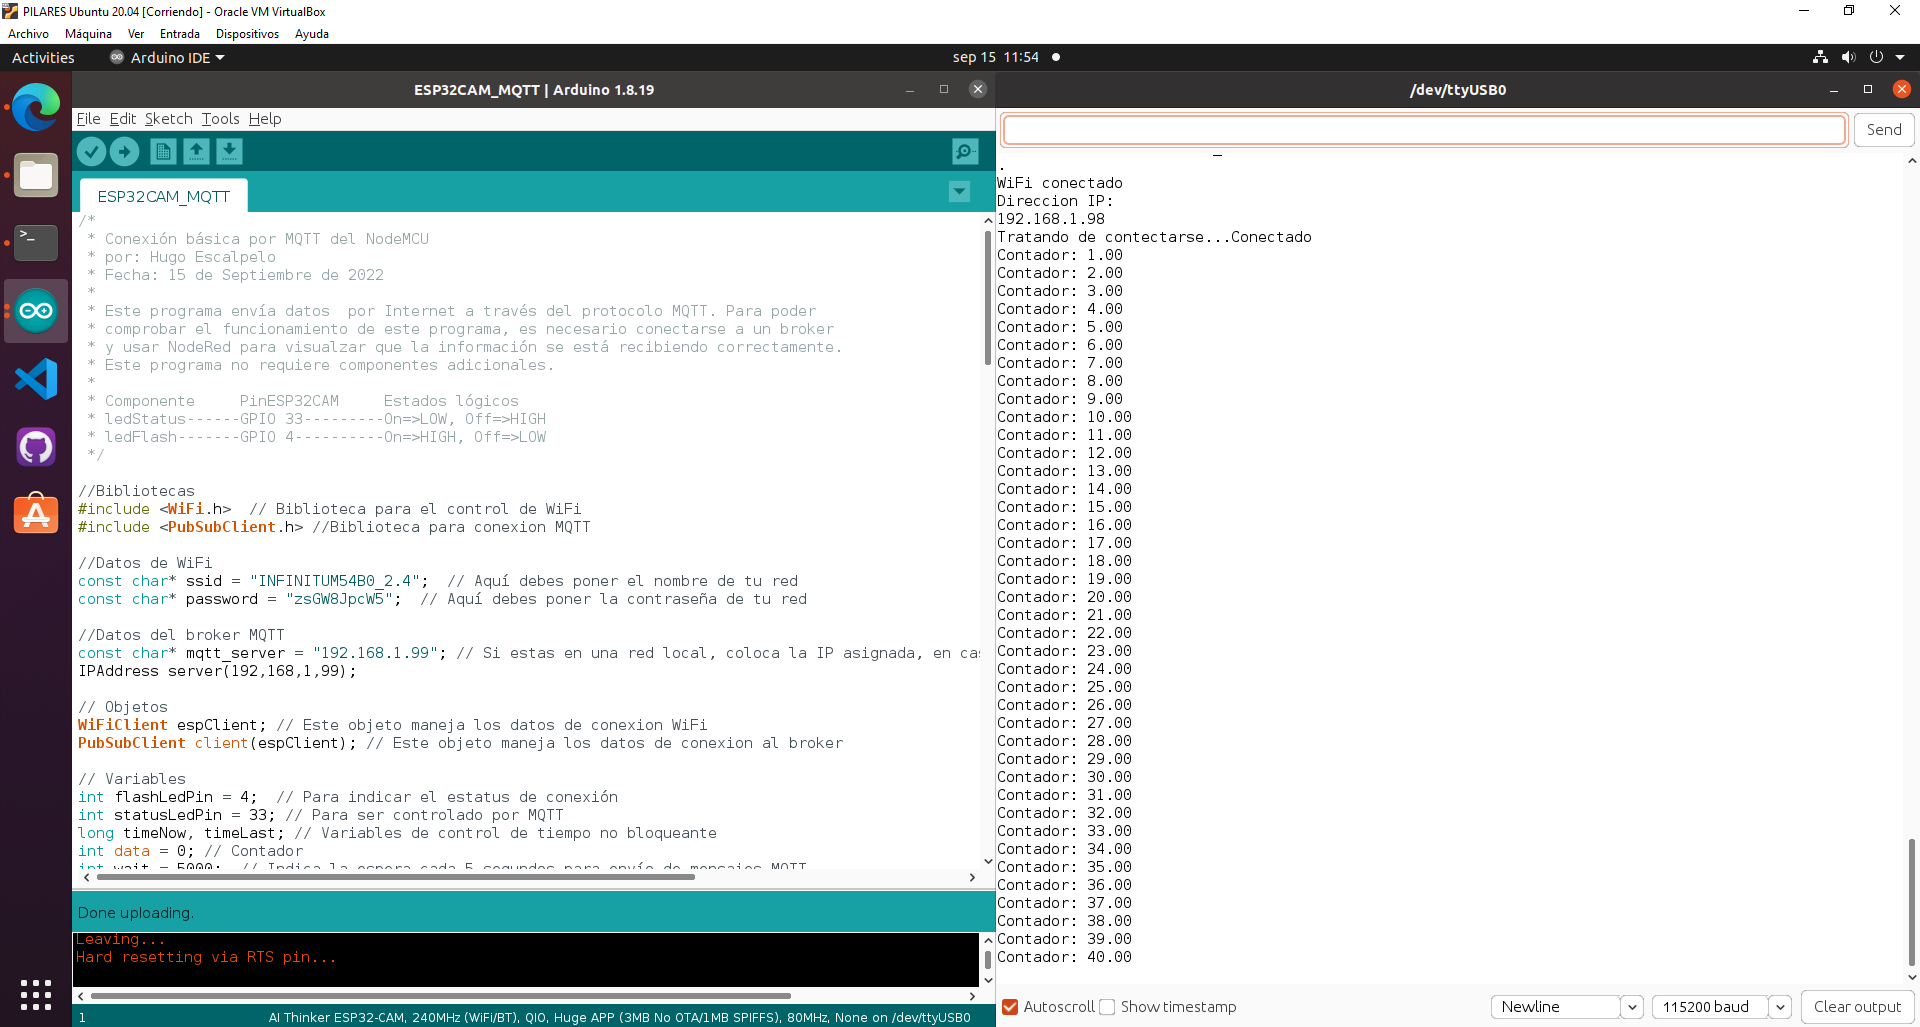 PILARES Ubuntu 20.04 [Corriendo] - Oracle VM VirtualBox
Archivo Máquina Ver Entrada Dispositivos Ayuda
Activities Arduino IDE sep 15 11:54
ESP32CAM_MQTT | Arduino 1.8.19
File Edit Sketch Tools Help
ESP32CAM_MQTT
/*
* Conexión básica por MQTT del NodeMCU
* por: Hugo Escalpelo
* Fecha: 15 de Septiembre de 2022
*
* Este programa envía datos  por Internet a través del protocolo MQTT. Para poder
* comprobar el funcionamiento de este programa, es necesario conectarse a un broker
* y usar NodeRed para visualzar que la información se está recibiendo correctamente.
* Este programa no requiere componentes adicionales.
*
* Componente     PinESP32CAM     Estados lógicos
* ledStatus------GPIO 33---------On=>LOW, Off=>HIGH
* ledFlash-------GPIO 4----------On=>HIGH, Off=>LOW
*/
//Bibliotecas
#include <WiFi.h>  // Biblioteca para el control de WiFi
#include <PubSubClient.h> //Biblioteca para conexion MQTT
//Datos de WiFi
const char* ssid = "INFINITUM54B0_2.4";  // Aquí debes poner el nombre de tu red
const char* password = "zsGW8JpcW5";  // Aquí debes poner la contraseña de tu red
//Datos del broker MQTT
const char* mqtt_server = "192.168.1.99"; // Si estas en una red local, coloca la IP asignada, en cas
IPAddress server(192,168,1,99);
// Objetos
WiFiClient espClient; // Este objeto maneja los datos de conexion WiFi
PubSubClient client(espClient); // Este objeto maneja los datos de conexion al broker
// Variables
int flashLedPin = 4;  // Para indicar el estatus de conexión
int statusLedPin = 33; // Para ser controlado por MQTT
long timeNow, timeLast; // Variables de control de tiempo no bloqueante
int data = 0; // Contador
int wait = 5000;  // Indica la espera cada 5 segundos para envío de mensajes MQTT
Done uploading.
Leaving...
Hard resetting via RTS pin...
1 AI Thinker ESP32-CAM, 240MHz (WiFi/BT), QIO, Huge APP (3MB No OTA/1MB SPIFFS), 80MHz, None on /dev/ttyUSB0
/dev/ttyUSB0
Send
.
WiFi conectado
Direccion IP:
192.168.1.98
Tratando de contectarse...Conectado
Contador: 1.00
Contador: 2.00
Contador: 3.00
Contador: 4.00
Contador: 5.00
Contador: 6.00
Contador: 7.00
Contador: 8.00
Contador: 9.00
Contador: 10.00
Contador: 11.00
Contador: 12.00
Contador: 13.00
Contador: 14.00
Contador: 15.00
Contador: 16.00
Contador: 17.00
Contador: 18.00
Contador: 19.00
Contador: 20.00
Contador: 21.00
Contador: 22.00
Contador: 23.00
Contador: 24.00
Contador: 25.00
Contador: 26.00
Contador: 27.00
Contador: 28.00
Contador: 29.00
Contador: 30.00
Contador: 31.00
Contador: 32.00
Contador: 33.00
Contador: 34.00
Contador: 35.00
Contador: 36.00
Contador: 37.00
Contador: 38.00
Contador: 39.00
Contador: 40.00
Autoscroll Show timestamp Newline 115200 baud Clear output